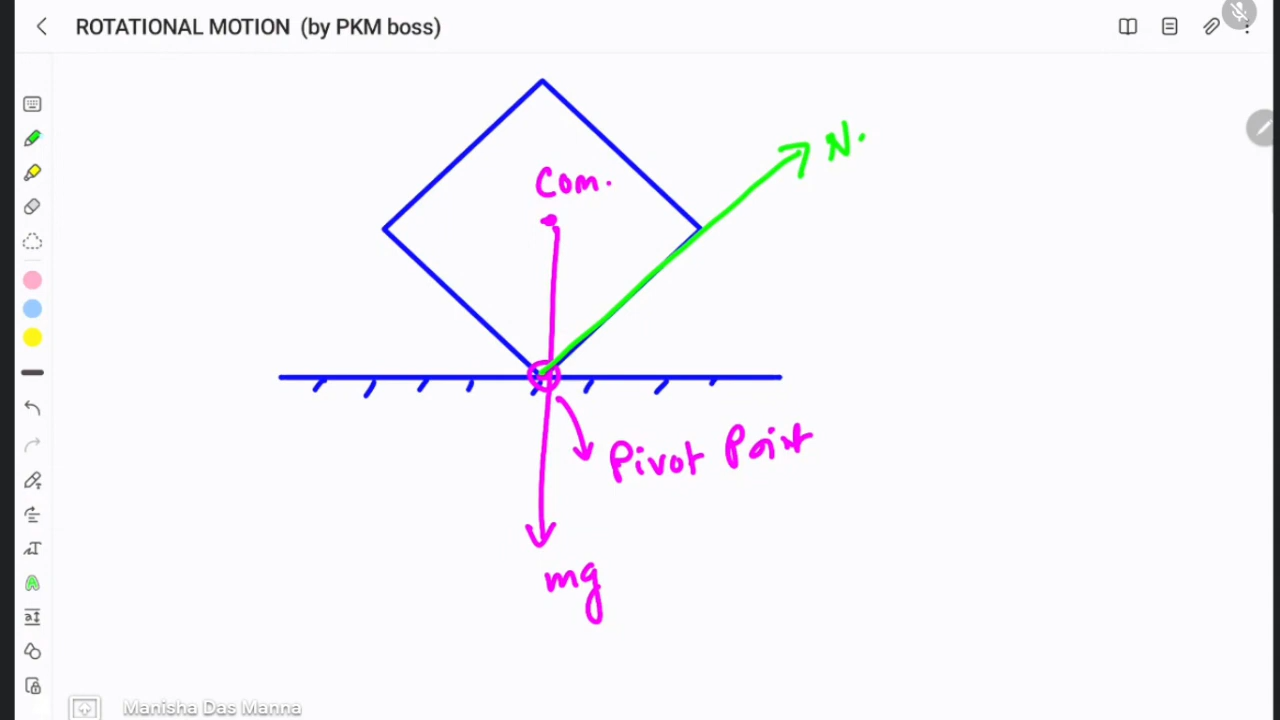 ROTATIONAL MOTION (by PKM boss)
N.
Com.
Pivot Point
mg
Manisha Das Manna